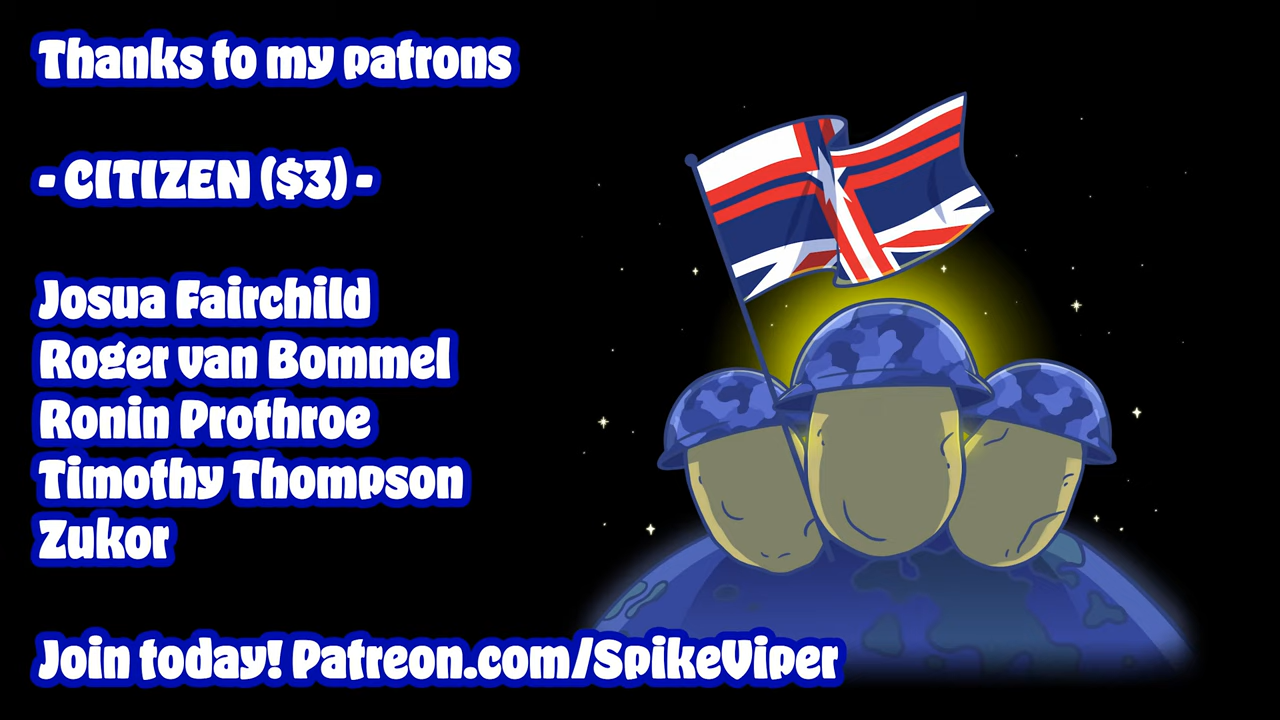 Thanks to my patrons
- CITIZEN ($3) -
Josua Fairchild
Roger van Bommel
Ronin Prothroe
Timothy Thompson
Zukor
Join today! Patreon.com/SpikeViper